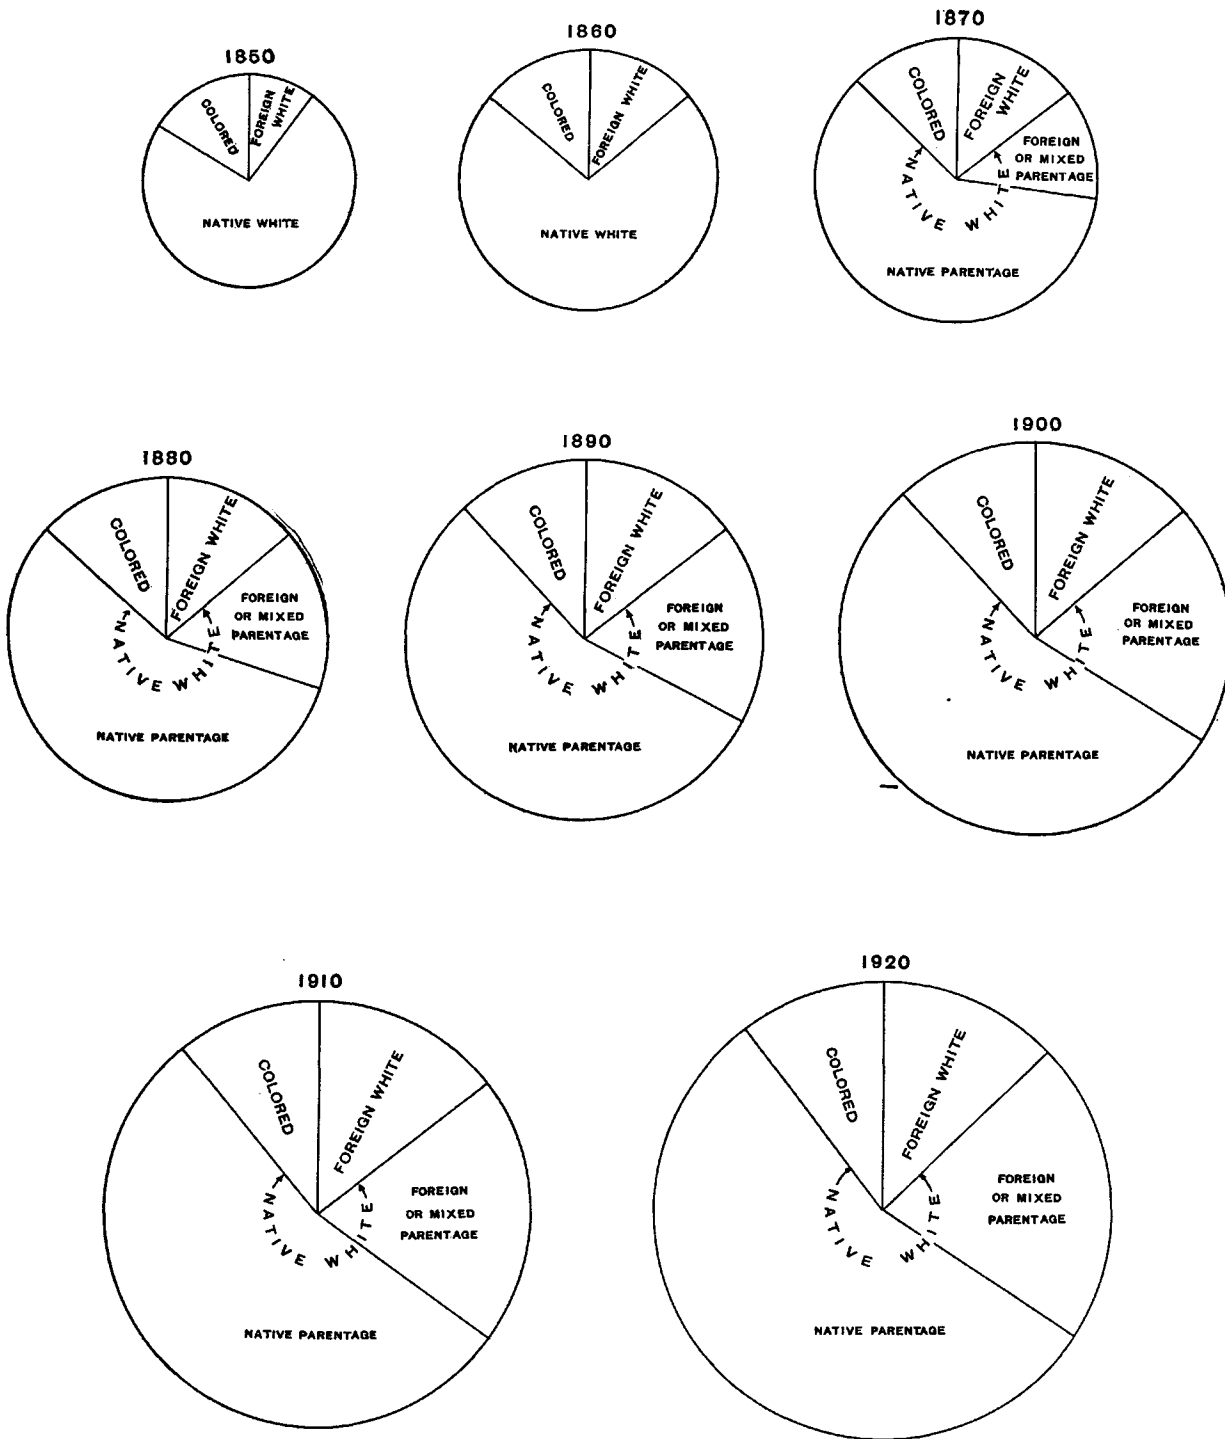 1850
COLORED
FOREIGN
WHITE
NATIVE WHITE
1860
COLORED
FOREIGN WHITE
NATIVE WHITE
1870
COLORED
FOREIGN
WHITE
FOREIGN
OR MIXED
PARENTAGE
NATIVE WHITE
NATIVE PARENTAGE
1880
COLORED
FOREIGN WHITE
FOREIGN
OR MIXED
PARENTAGE
NATIVE WHITE
NATIVE PARENTAGE
1890
COLORED
FOREIGN WHITE
FOREIGN
OR MIXED
PARENTAGE
NATIVE WHITE
NATIVE PARENTAGE
1900
COLORED
FOREIGN WHITE
FOREIGN
OR MIXED
PARENTAGE
NATIVE WHITE
NATIVE PARENTAGE
1910
COLORED
FOREIGN WHITE
FOREIGN
OR MIXED
PARENTAGE
NATIVE WHITE
NATIVE PARENTAGE
1920
COLORED
FOREIGN WHITE
FOREIGN
OR MIXED
PARENTAGE
NATIVE WHITE
NATIVE PARENTAGE